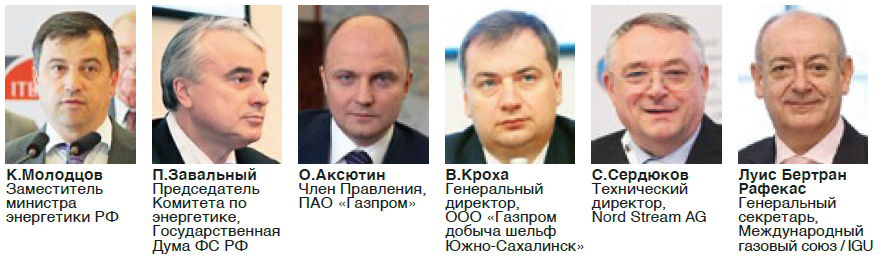 ITE
К.Молодцов
Заместитель
министра
энергетики РФ
П.Завальный
Председатель
Комитета по
энергетике,
Государственная
Дума ФС РФ
О.Аксютин
Член Правления,
ПАО «Газпром»
В.Кроха
Генеральный
директор,
ООО «Газпром
добыча шельф
Южно-Сахалинск»
С.Сердюков
Технический
директор,
Nord Stream AG
Луис Бертран
Рафекас
Генеральный
секретарь,
Международный
газовый союз / IGU